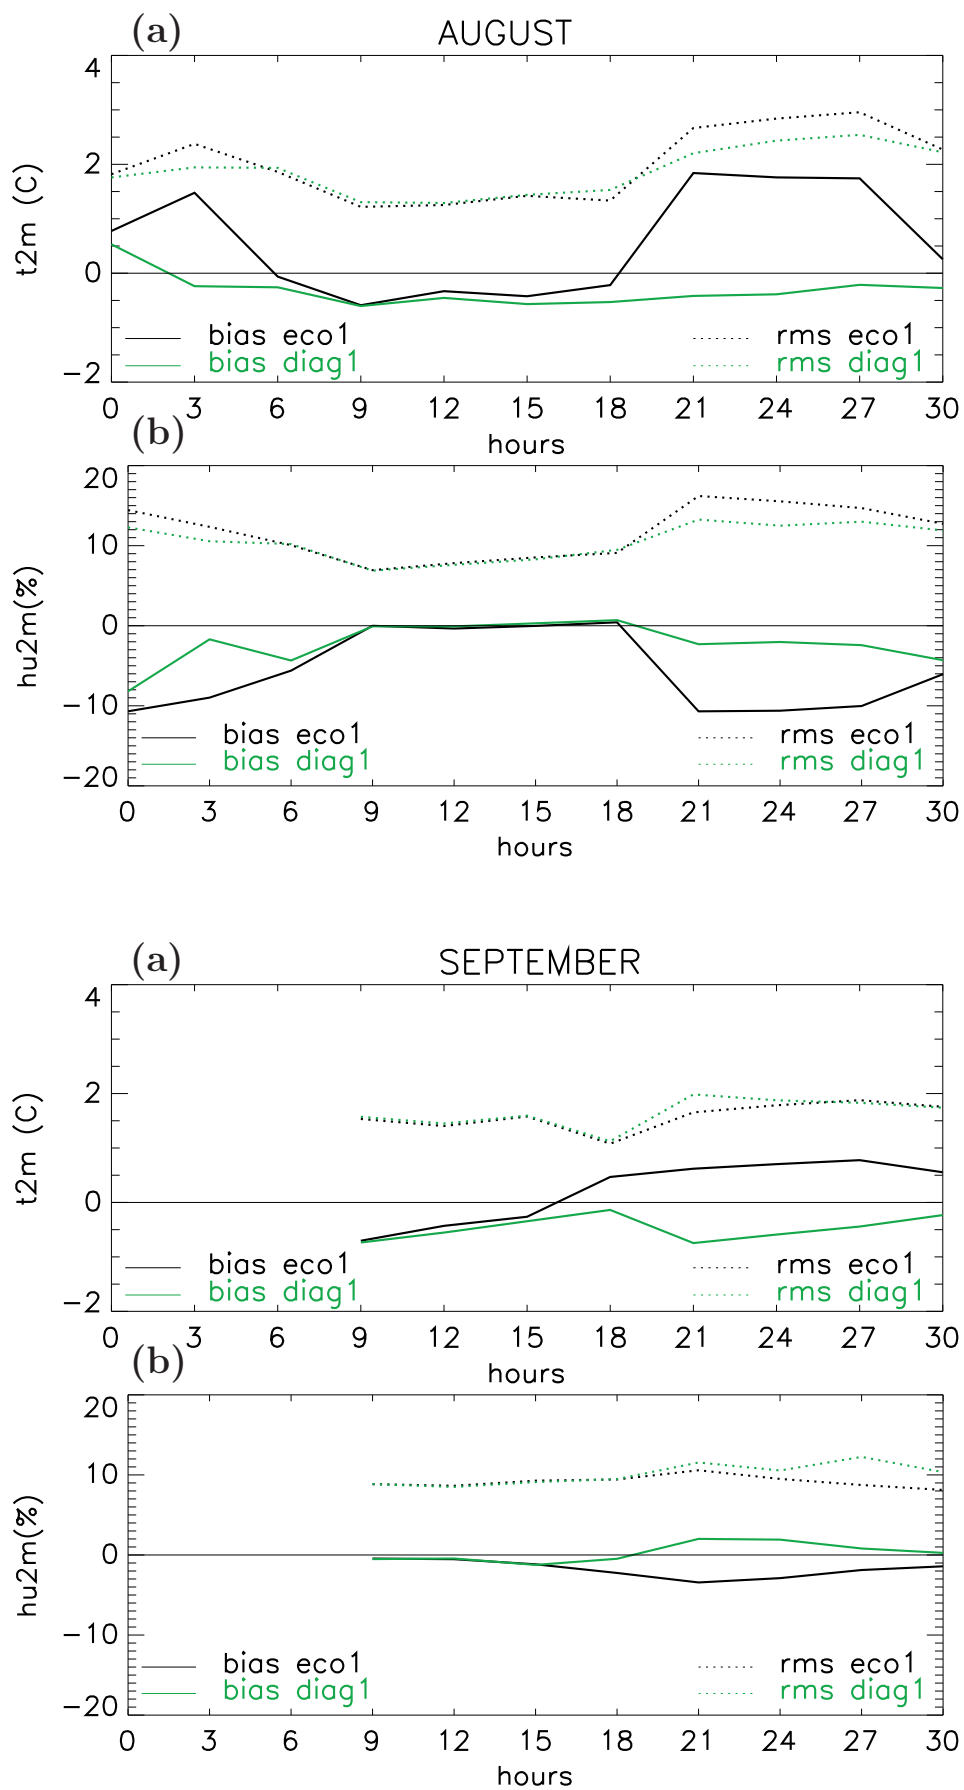 (a) AUGUST
4
2
0
−2
t2m (C)
bias eco1 rms eco1
bias diag1 rms diag1
0 3 6 9 12 15 18 21 24 27 30
hours
(b)
20
10
0
−10
−20
hu2m(%)
bias eco1 rms eco1
bias diag1 rms diag1
0 3 6 9 12 15 18 21 24 27 30
hours
(a) SEPTEMBER
4
2
0
−2
t2m (C)
bias eco1 rms eco1
bias diag1 rms diag1
0 3 6 9 12 15 18 21 24 27 30
hours
(b)
20
10
0
−10
−20
hu2m(%)
bias eco1 rms eco1
bias diag1 rms diag1
0 3 6 9 12 15 18 21 24 27 30
hours